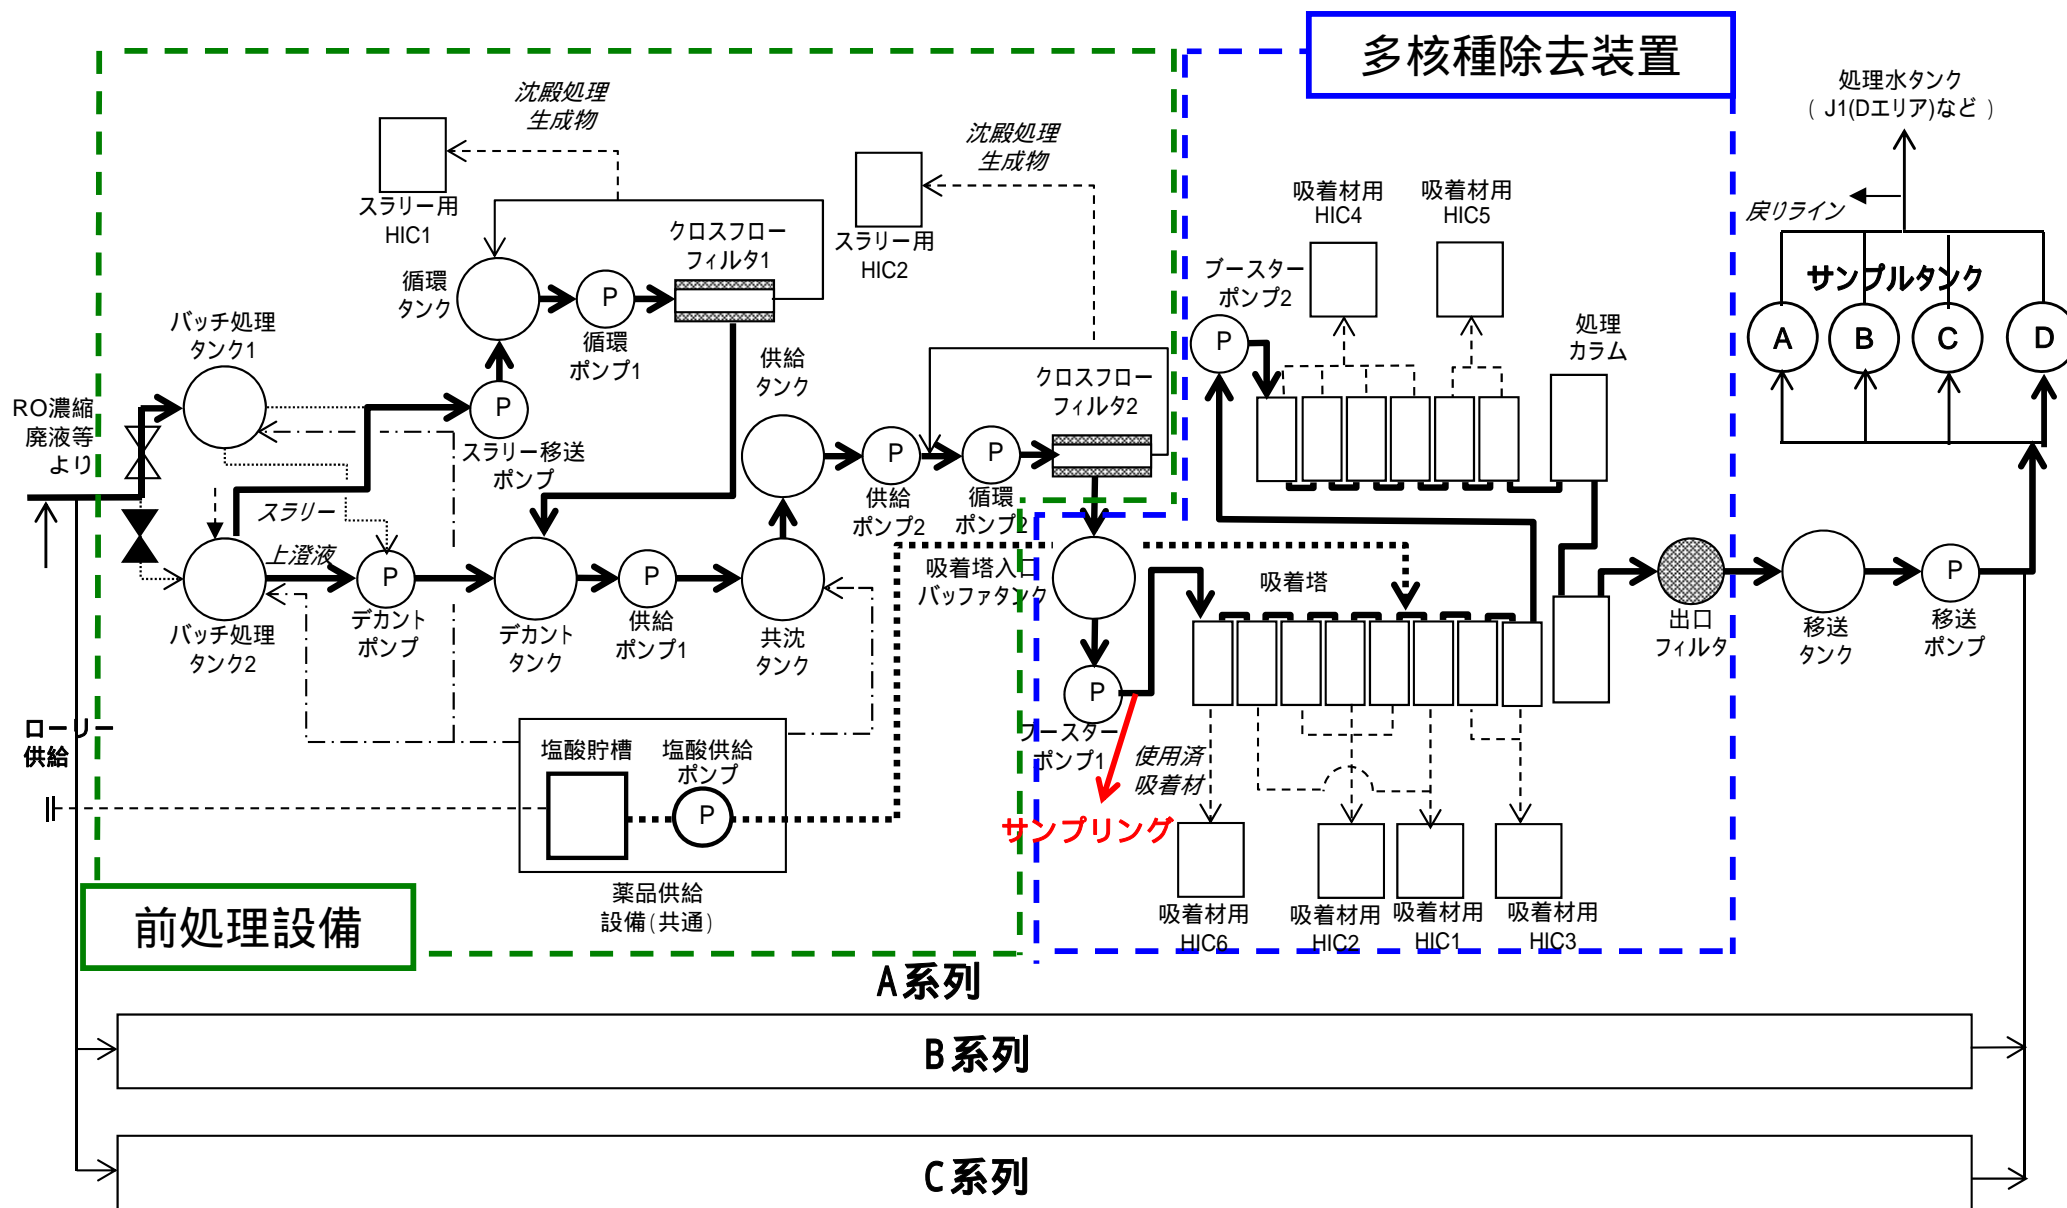 多核種除去装置
処理水タンク
( J1(Dエリア)など )
戻りライン
サンプルタンク
A
B
C
D
沈殿処理
生成物
スラリー用
HIC1
沈殿処理
生成物
スラリー用
HIC2
クロスフロー
フィルタ1
循環
タンク
P
循環
ポンプ1
バッチ処理
タンク1
RO濃縮
廃液等
より
P
スラリー移送
ポンプ
供給
タンク
P
供給
ポンプ2
P
循環
ポンプ2
クロスフロー
フィルタ2
スラリー
上澄液
バッチ処理
タンク2
P
デカント
ポンプ
デカント
タンク
P
供給
ポンプ1
共沈
タンク
吸着塔入口
バッファタンク
P
ブースター
ポンプ1
ブースター
ポンプ2
P
吸着材用
HIC4
吸着材用
HIC5
処理
カラム
吸着塔
出口
フィルタ
移送
タンク
P
移送
ポンプ
ローリー
供給
塩酸貯槽
塩酸供給
ポンプ
P
薬品供給
設備(共通)
使用済
吸着材
サンプリング
吸着材用
HIC6
吸着材用
HIC2
吸着材用
HIC1
吸着材用
HIC3
前処理設備
A系列
B系列
C系列